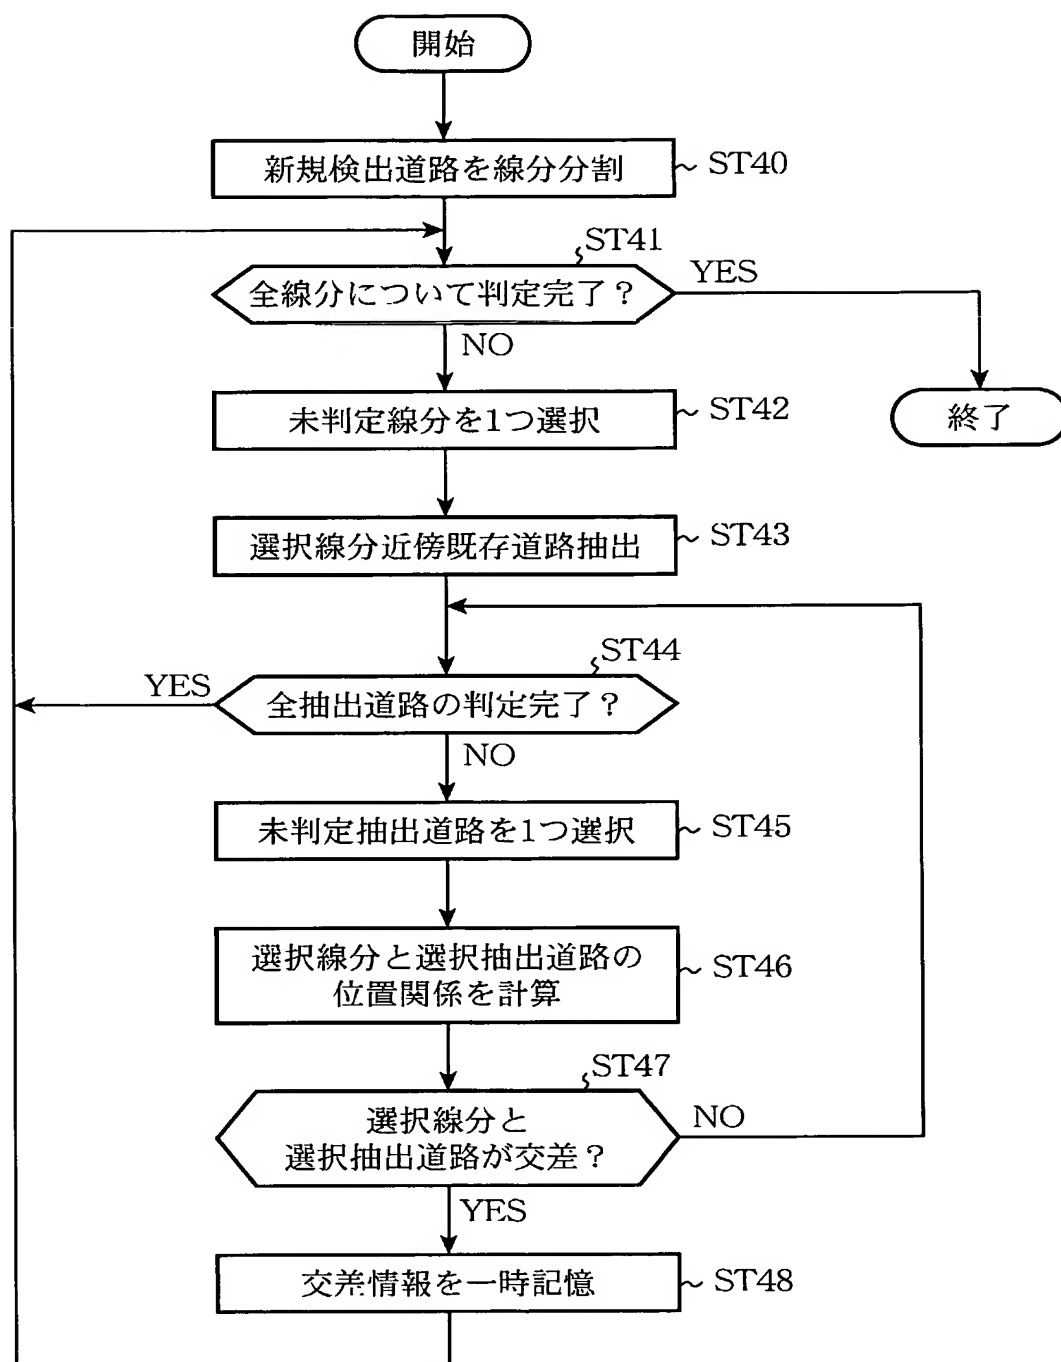 開始
新規検出道路を線分分割
ST40
ST41
全線分について判定完了？
YES
NO
終了
未判定線分を1つ選択
ST42
選択線分近傍既存道路抽出
ST43
ST44
YES
全抽出道路の判定完了？
NO
未判定抽出道路を1つ選択
ST45
選択線分と選択抽出道路の
位置関係を計算
ST46
ST47
選択線分と
選択抽出道路が交差？
NO
YES
交差情報を一時記憶
ST48